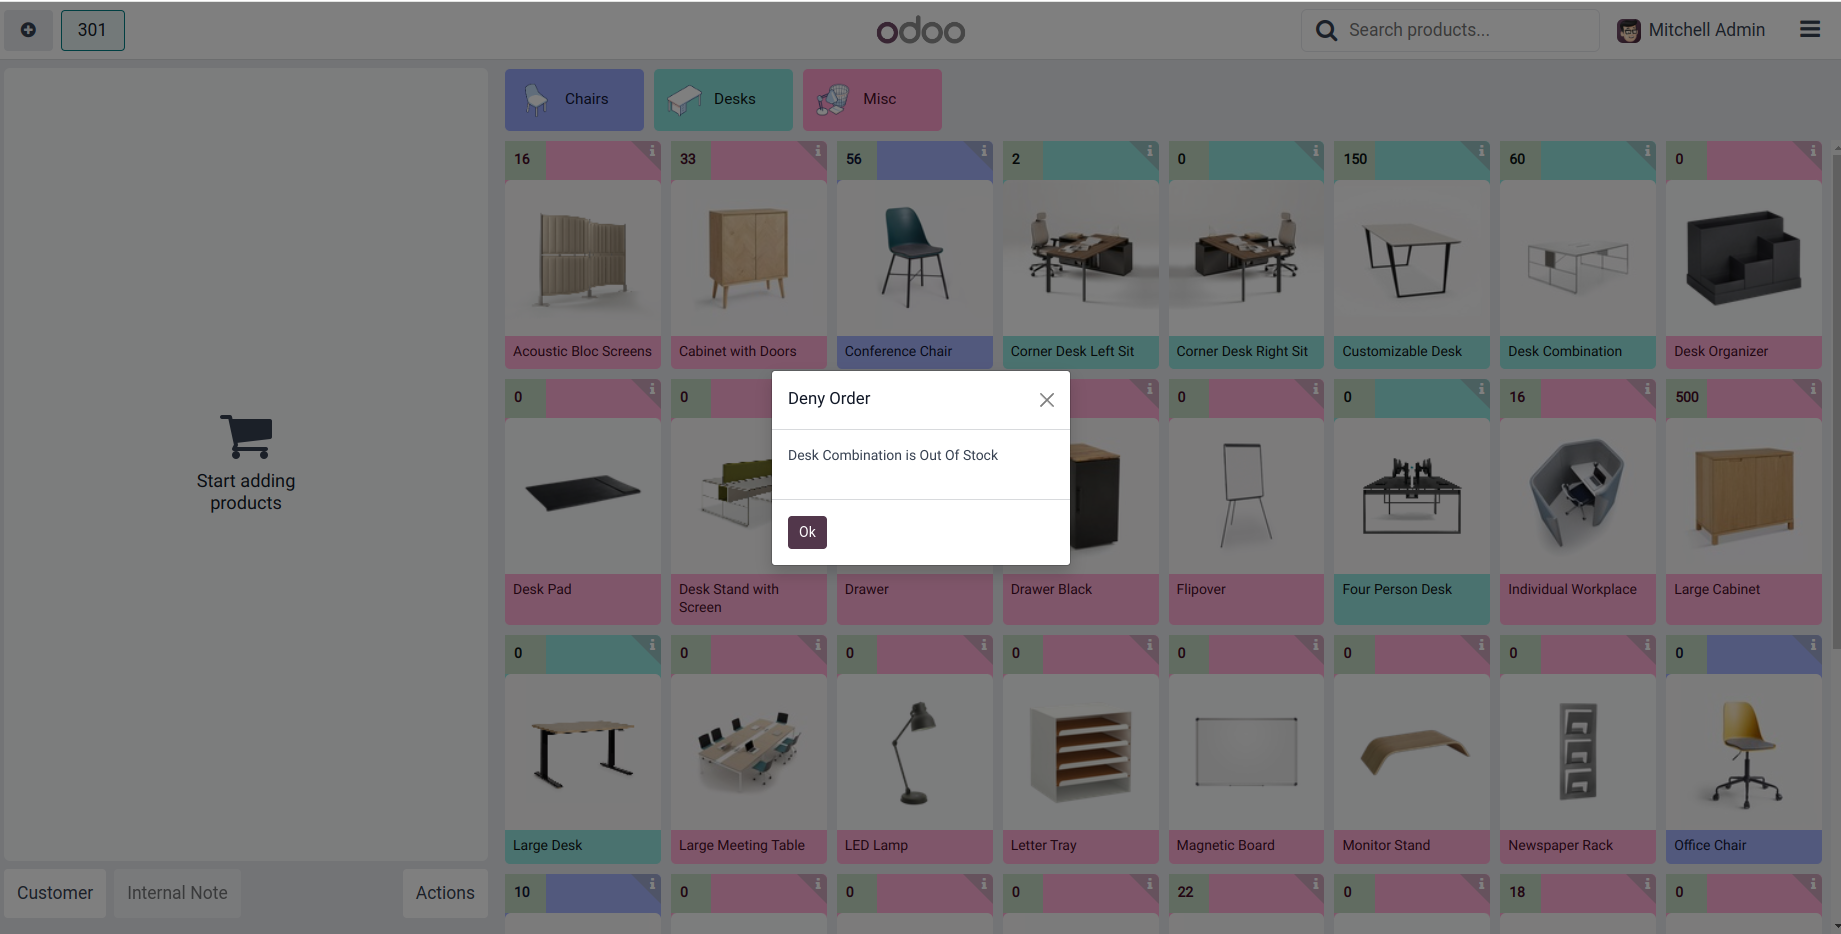 301
odoo
Search products...
Mitchell Admin
Chairs
Desks
Misc
16
33
56
2
0
150
60
0
Acoustic Bloc Screens
Cabinet with Doors
Conference Chair
Corner Desk Left Sit
Corner Desk Right Sit
Customizable Desk
Desk Combination
Desk Organizer
Deny Order
Desk Combination is Out Of Stock
Ok
Start adding
products
0
0
0
0
16
500
Desk Pad
Desk Stand with
Screen
Drawer
Drawer Black
Flipover
Four Person Desk
Individual Workplace
Large Cabinet
0
0
0
0
0
0
0
0
Large Desk
Large Meeting Table
LED Lamp
Letter Tray
Magnetic Board
Monitor Stand
Newspaper Rack
Office Chair
10
0
0
0
22
0
18
0
Customer
Internal Note
Actions